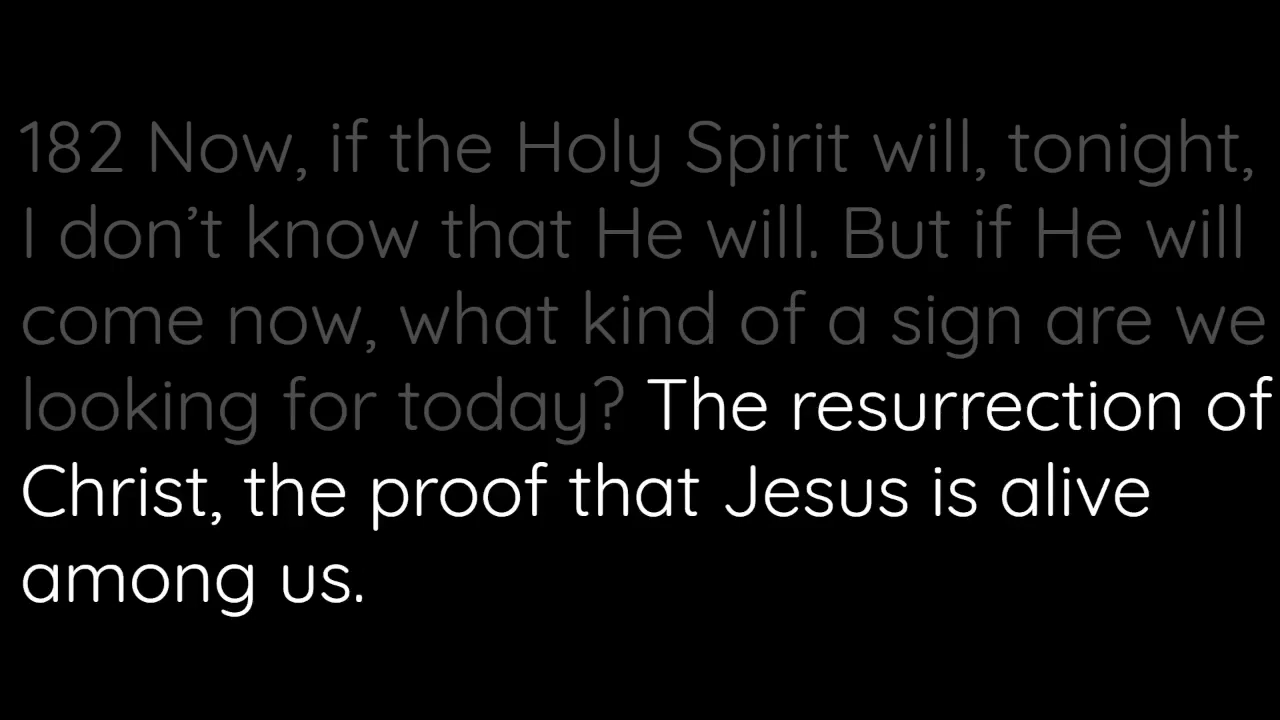 182 Now, if the Holy Spirit will, tonight,
I don’t know that He will. But if He will
come now, what kind of a sign are we
looking for today? The resurrection of
Christ, the proof that Jesus is alive
among us.